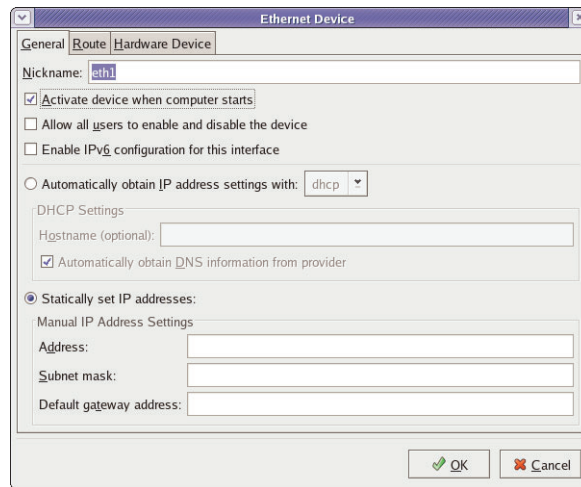 Ethernet Device
General Route Hardware Device
Nickname: eth1
Activate device when computer starts
Allow all users to enable and disable the device
Enable IPv6 configuration for this interface
Automatically obtain IP address settings with: dhcp
DHCP Settings
Hostname (optional):
Automatically obtain DNS information from provider
Statically set IP addresses:
Manual IP Address Settings
Address:
Subnet mask:
Default gateway address:
OK Cancel